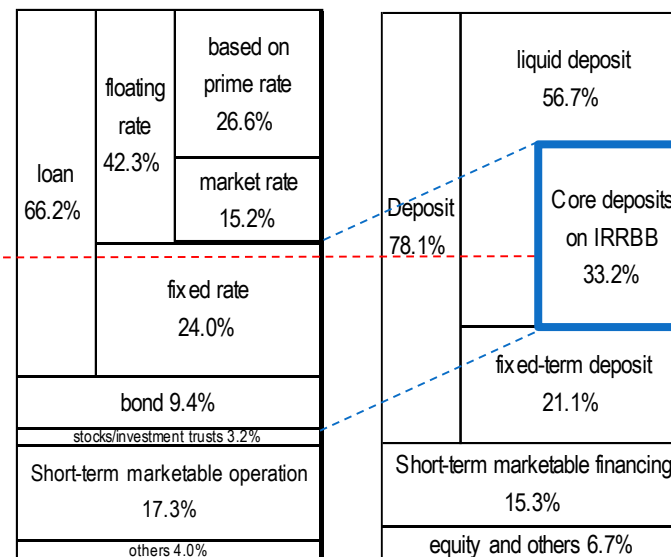 loan
66.2%
floating
rate
42.3%
based on
prime rate
26.6%
market rate
15.2%
fixed rate
24.0%
bond 9.4%
stocks/investment trusts 3.2%
Short-term marketable operation
17.3%
others 4.0%
Deposit
78.1%
liquid deposit
56.7%
Core deposits
on IRRBB
33.2%
fixed-term deposit
21.1%
Short-term marketable financing
15.3%
equity and others 6.7%